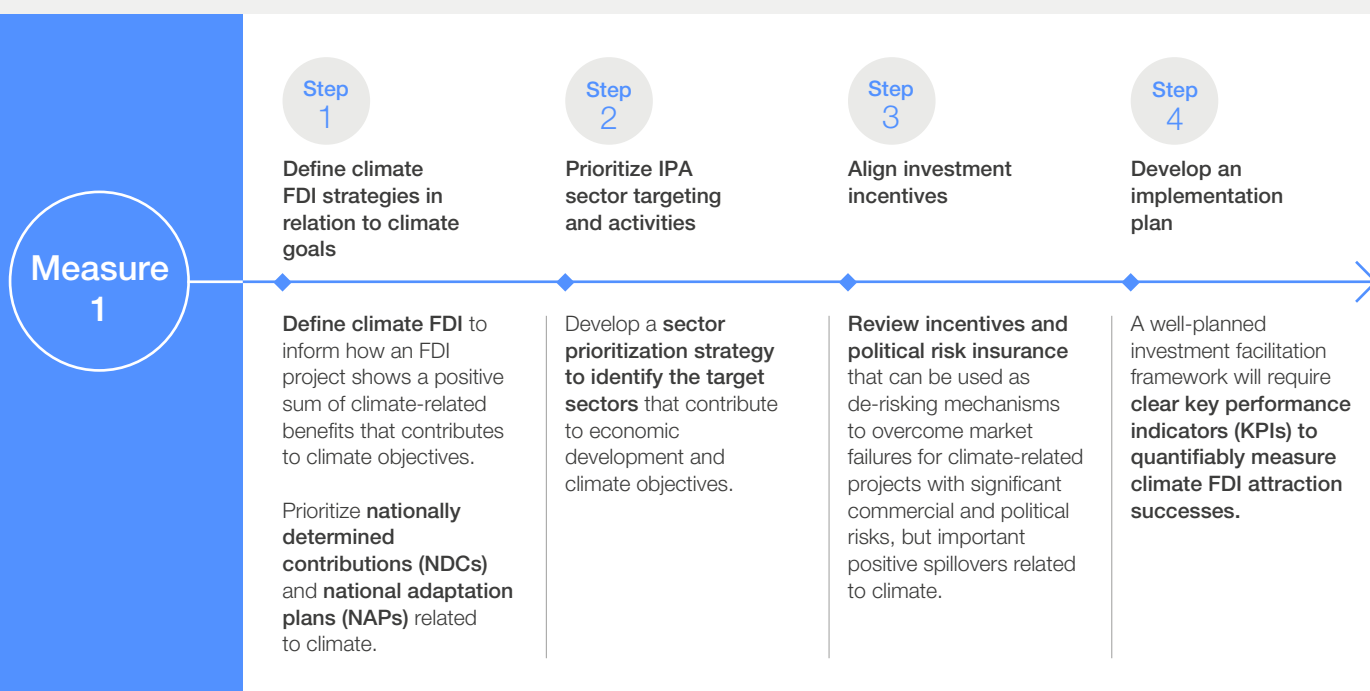 Measure
1
Step
1
Define climate
FDI strategies in
relation to climate
goals
Define climate FDI to
inform how an FDI
project shows a positive
sum of climate-related
benefits that contributes
to climate objectives.
Prioritize nationally
determined
contributions (NDCs)
and national adaptation
plans (NAPs) related
to climate.
Step
2
Prioritize IPA
sector targeting
and activities
Develop a sector
prioritization strategy
to identify the target
sectors that contribute
to economic
development and
climate objectives.
Step
3
Align investment
incentives
Review incentives and
political risk insurance
that can be used as
de-risking mechanisms
to overcome market
failures for climate-related
projects with significant
commercial and political
risks, but important
positive spillovers related
to climate.
Step
4
Develop an
implementation
plan
A well-planned
investment facilitation
framework will require
clear key performance
indicators (KPIs) to
quantifiably measure
climate FDI attraction
successes.